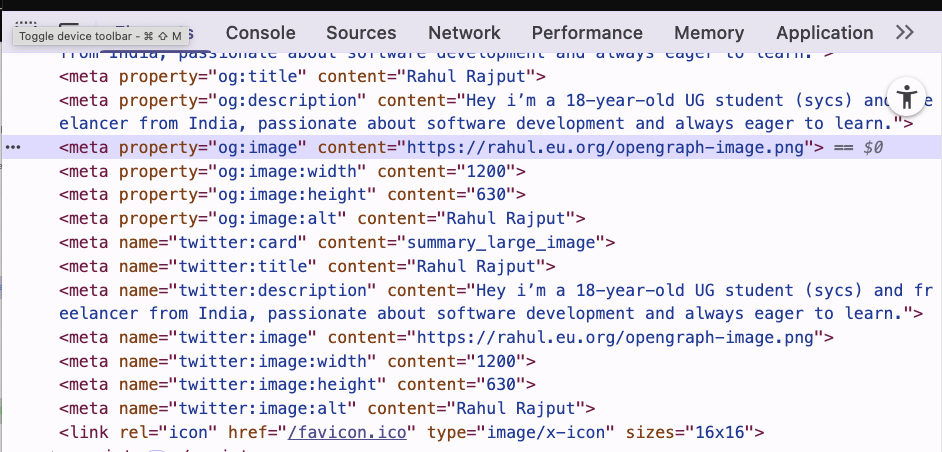 Toggle device toolbar - ⌘ ⇧ M
Console Sources Network Performance Memory Application
from India, passionate about software development and always eager to learn.">
<meta property="og:title" content="Rahul Rajput">
<meta property="og:description" content="Hey i’m a 18-year-old UG student (sycs) and fre
elancer from India, passionate about software development and always eager to learn.">
<meta property="og:image" content="https://rahul.eu.org/opengraph-image.png"> == $0
<meta property="og:image:width" content="1200">
<meta property="og:image:height" content="630">
<meta property="og:image:alt" content="Rahul Rajput">
<meta name="twitter:card" content="summary_large_image">
<meta name="twitter:title" content="Rahul Rajput">
<meta name="twitter:description" content="Hey i’m a 18-year-old UG student (sycs) and fr
eelancer from India, passionate about software development and always eager to learn.">
<meta name="twitter:image" content="https://rahul.eu.org/opengraph-image.png">
<meta name="twitter:image:width" content="1200">
<meta name="twitter:image:height" content="630">
<meta name="twitter:image:alt" content="Rahul Rajput">
<link rel="icon" href="/favicon.ico" type="image/x-icon" sizes="16x16">